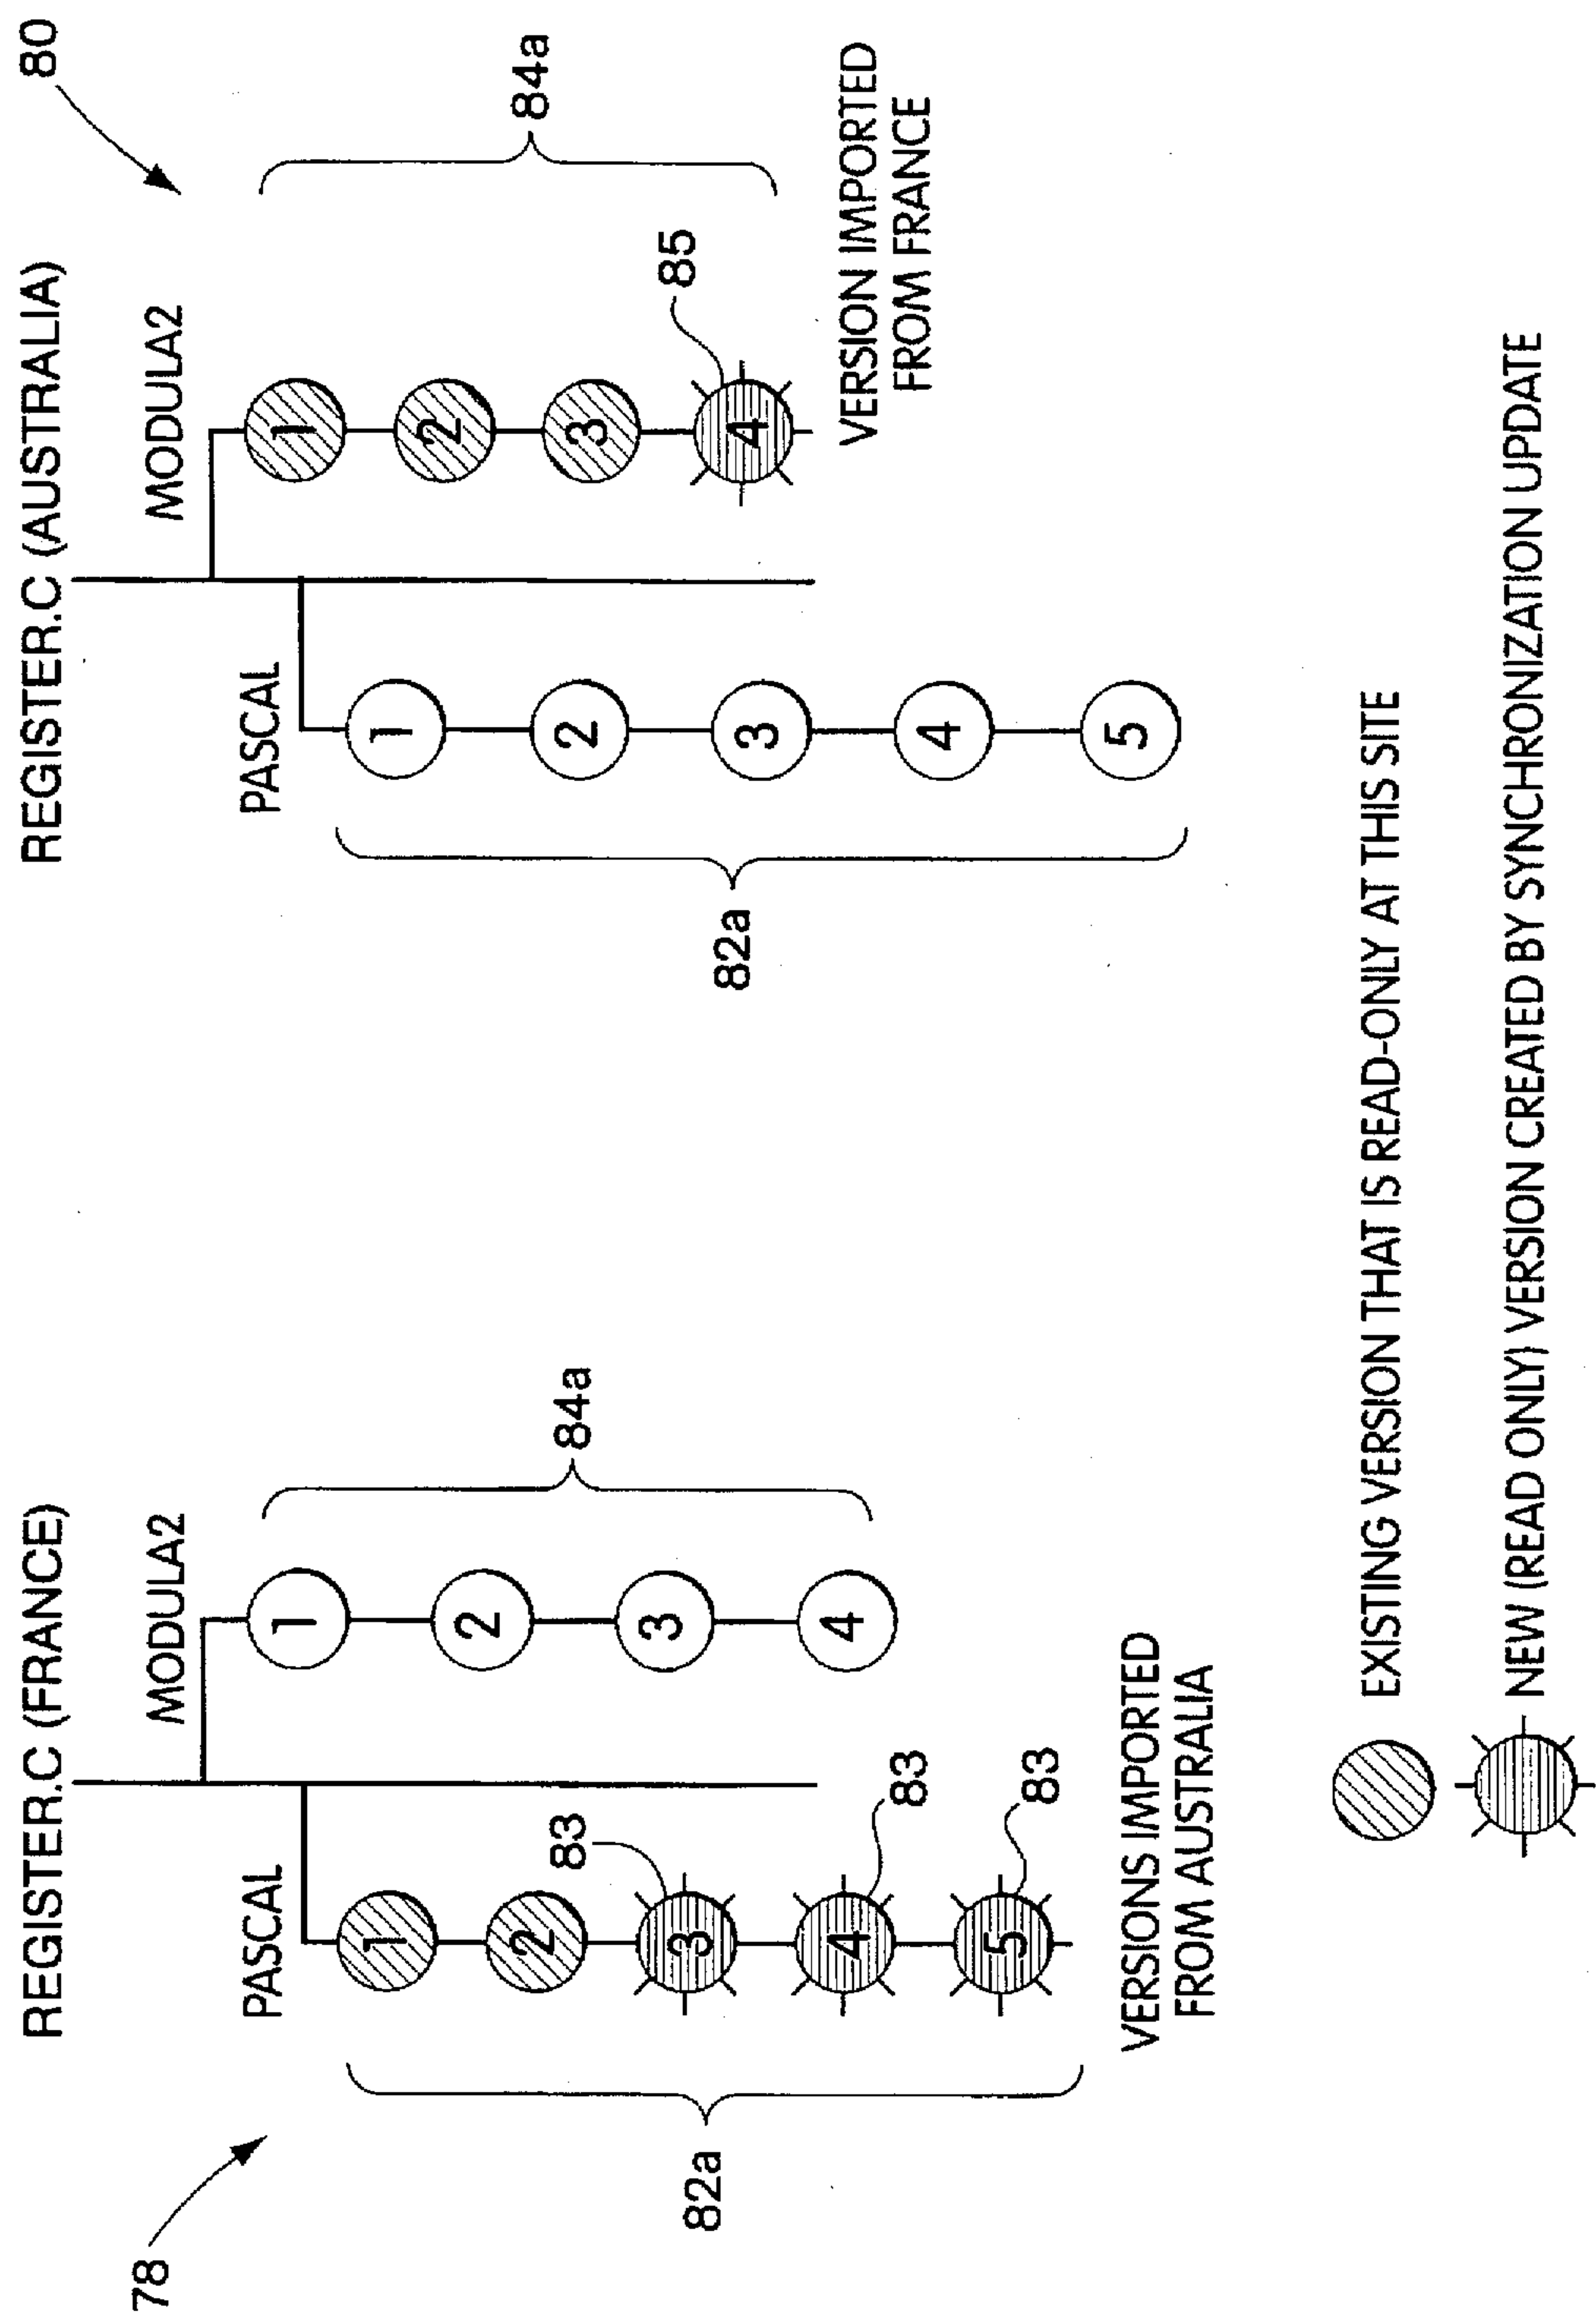 78
REGISTER.C (FRANCE)
PASCAL
MODULA2
1
2
3
4
5
83
83
83
82a
1
2
3
4
84a
VERSIONS IMPORTED
FROM AUSTRALIA
80
REGISTER.C (AUSTRALIA)
PASCAL
MODULA2
1
2
3
4
5
82a
1
2
3
4
85
84a
VERSION IMPORTED
FROM FRANCE
EXISTING VERSION THAT IS READ-ONLY AT THIS SITE
NEW (READ ONLY) VERSION CREATED BY SYNCHRONIZATION UPDATE